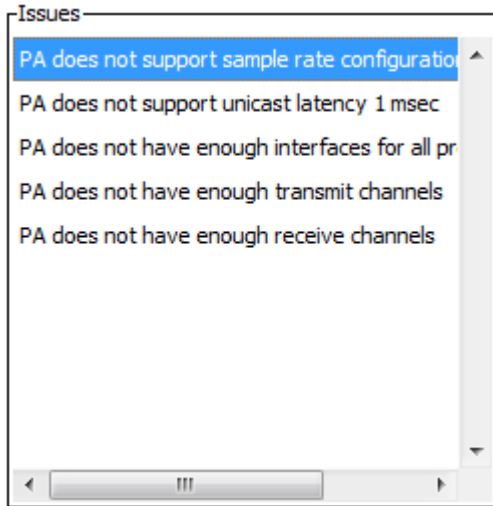 Issues
PA does not support sample rate configuration
PA does not support unicast latency 1 msec
PA does not have enough interfaces for all pr
PA does not have enough transmit channels
PA does not have enough receive channels